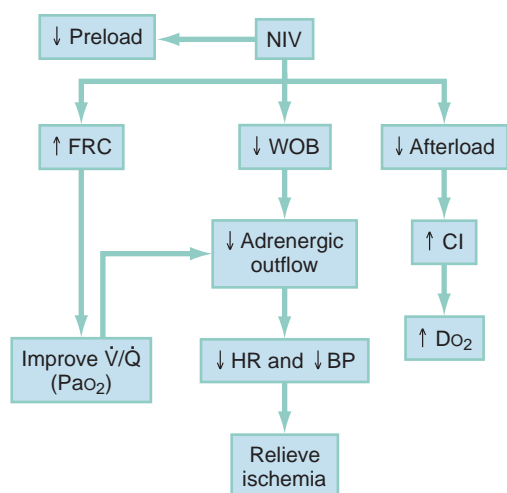 ↓ Preload
NIV
↑ FRC
↓ WOB
↓ Afterload
↓ Adrenergic
outflow
↑ CI
Improve V̇/Q̇
(PaO₂)
↓ HR and ↓ BP
↑ DO₂
Relieve
ischemia